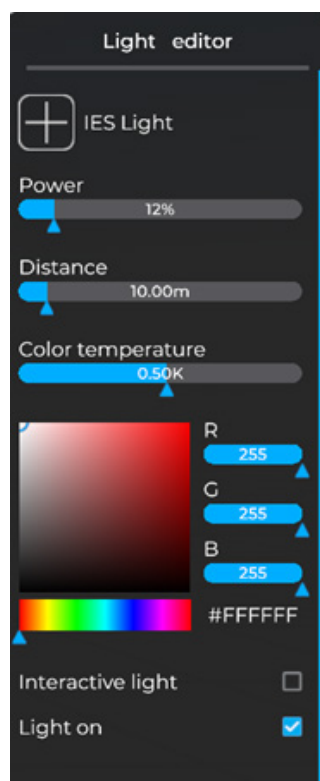 Light editor
IES Light
Power
12%
Distance
10.00m
Color temperature
0.50K
R
255
G
255
B
255
#FFFFFF
Interactive light
Light on